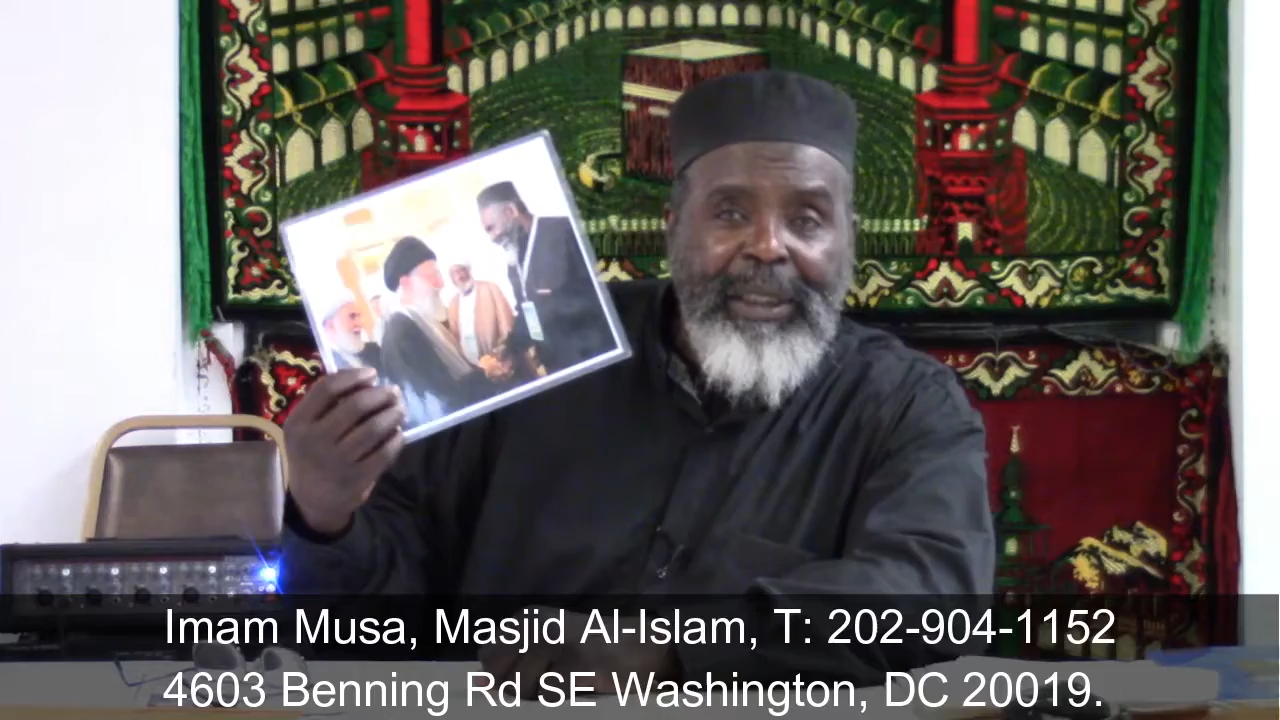 Imam Musa, Masjid Al-Islam, T: 202-904-1152
4603 Benning Rd SE Washington, DC 20019.